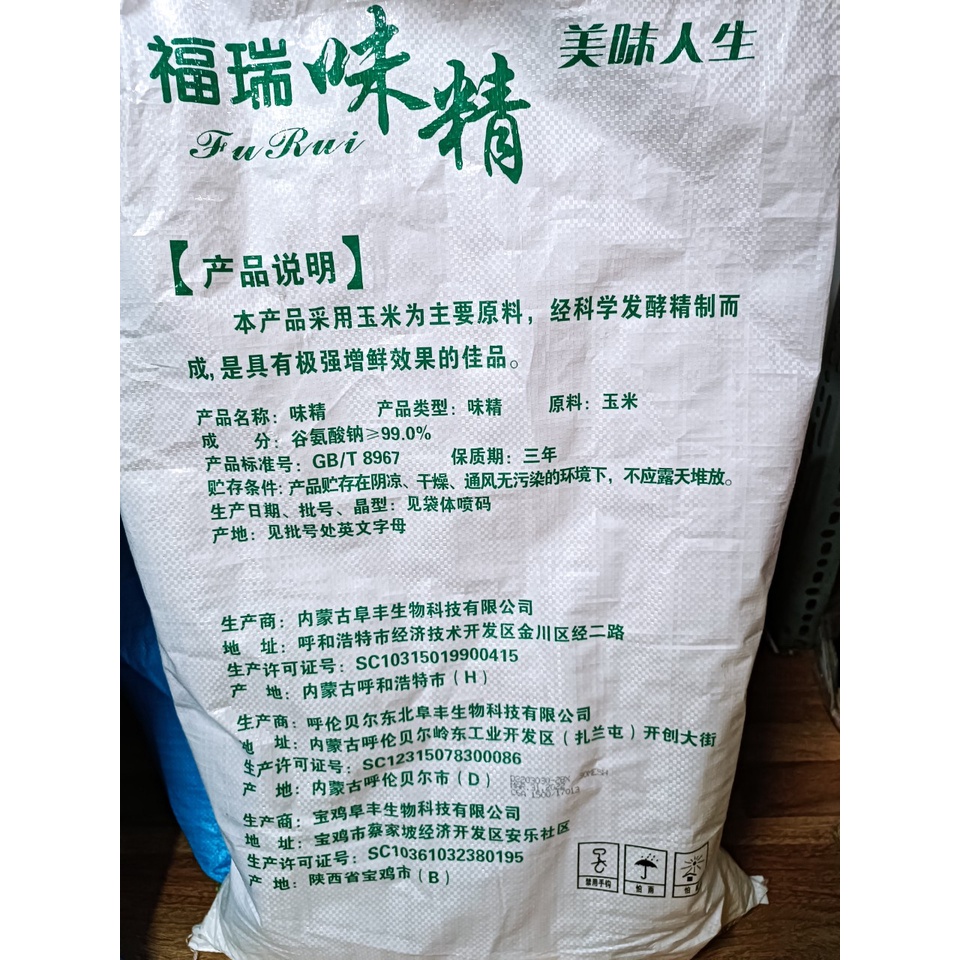 福瑞味精
美味人生
FuRui
【产品说明】
本产品采用玉米为主要原料，经科学发酵精制而
成,是具有极强增鲜效果的佳品。
产品名称：味精 产品类型：味精 原料：玉米
成 分：谷氨酸钠≥99.0%
产品标准号：GB/T 8967 保质期：三年
贮存条件：产品贮存在阴凉、干燥、通风无污染的环境下，不应露天堆放。
生产日期、批号、晶型：见袋体喷码
产地：见批号处英文字母
生产商：内蒙古阜丰生物科技有限公司
地 址：呼和浩特市经济技术开发区金川区经二路
生产许可证号：SC10315019900415
产 地：内蒙古呼和浩特市（H）
生产商：呼伦贝尔东北阜丰生物科技有限公司
地 址：内蒙古呼伦贝尔岭东工业开发区（扎兰屯）开创大街
生产许可证号：SC12315078300086
产 地：内蒙古呼伦贝尔市（D）
生产商：宝鸡阜丰生物科技有限公司
地 址：宝鸡市蔡家坡经济开发区安乐社区
生产许可证号：SC10361032380195
产 地：陕西省宝鸡市（B）
禁用手钩
怕雨